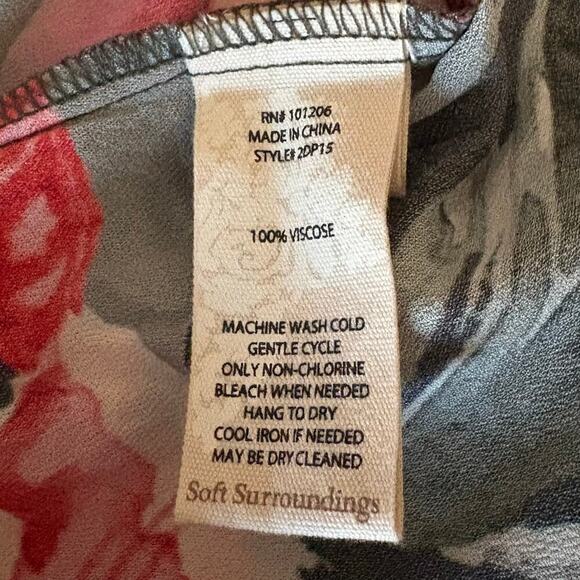 RN# 101206
MADE IN CHINA
STYLE# 2DP15
100% VISCOSE
MACHINE WASH COLD
GENTLE CYCLE
ONLY NON-CHLORINE
BLEACH WHEN NEEDED
HANG TO DRY
COOL IRON IF NEEDED
MAY BE DRY CLEANED
Soft Surroundings